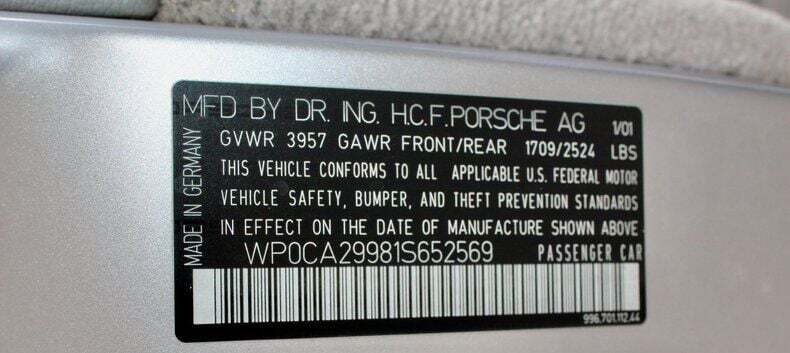 MFD BY DR. ING. H.C.F. PORSCHE AG 1/01
GVWR 3957 GAWR FRONT/REAR 1709/2524 LBS
THIS VEHICLE CONFORMS TO ALL APPLICABLE U.S. FEDERAL MOTOR
VEHICLE SAFETY, BUMPER, AND THEFT PREVENTION STANDARDS
IN EFFECT ON THE DATE OF MANUFACTURE SHOWN ABOVE
WP0CA29981S652569 PASSENGER CAR
MADE IN GERMANY
996.701.112.44